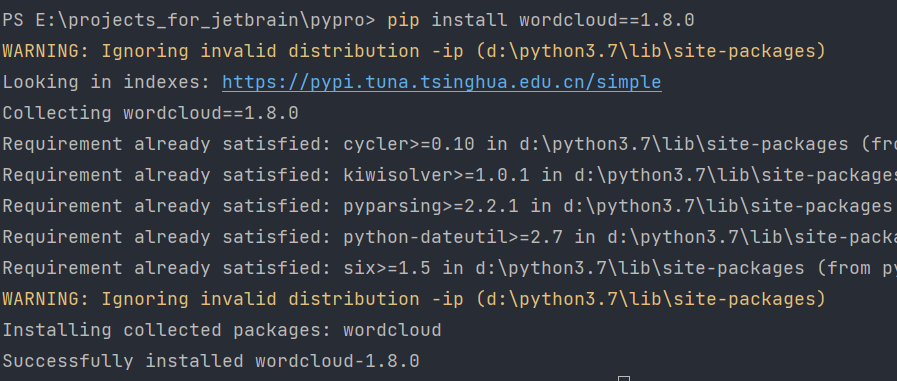 PS E:\projects_for_jetbrain\pypro> pip install wordcloud==1.8.0
WARNING: Ignoring invalid distribution -ip (d:\python3.7\lib\site-packages)
Looking in indexes: https://pypi.tuna.tsinghua.edu.cn/simple
Collecting wordcloud==1.8.0
Requirement already satisfied: cycler>=0.10 in d:\python3.7\lib\site-packages (fro
Requirement already satisfied: kiwisolver>=1.0.1 in d:\python3.7\lib\site-packages
Requirement already satisfied: pyparsing>=2.2.1 in d:\python3.7\lib\site-packages
Requirement already satisfied: python-dateutil>=2.7 in d:\python3.7\lib\site-packa
Requirement already satisfied: six>=1.5 in d:\python3.7\lib\site-packages (from py
WARNING: Ignoring invalid distribution -ip (d:\python3.7\lib\site-packages)
Installing collected packages: wordcloud
Successfully installed wordcloud-1.8.0